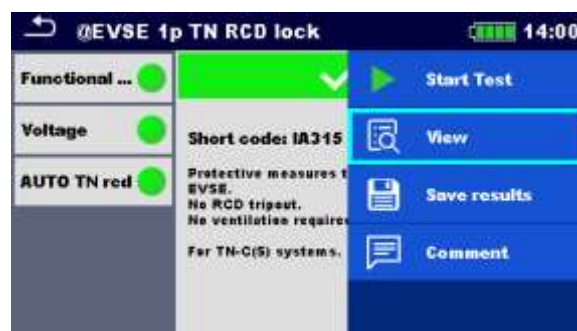 @EVSE 1p TN RCD lock
14:00
Functional ...
Voltage
AUTO TN rcd
Short code: IA315
Protective measures t
EVSE.
No RCD tripout.
No ventilation require
For TN-C(S) systems.
Start Test
View
Save results
Comment